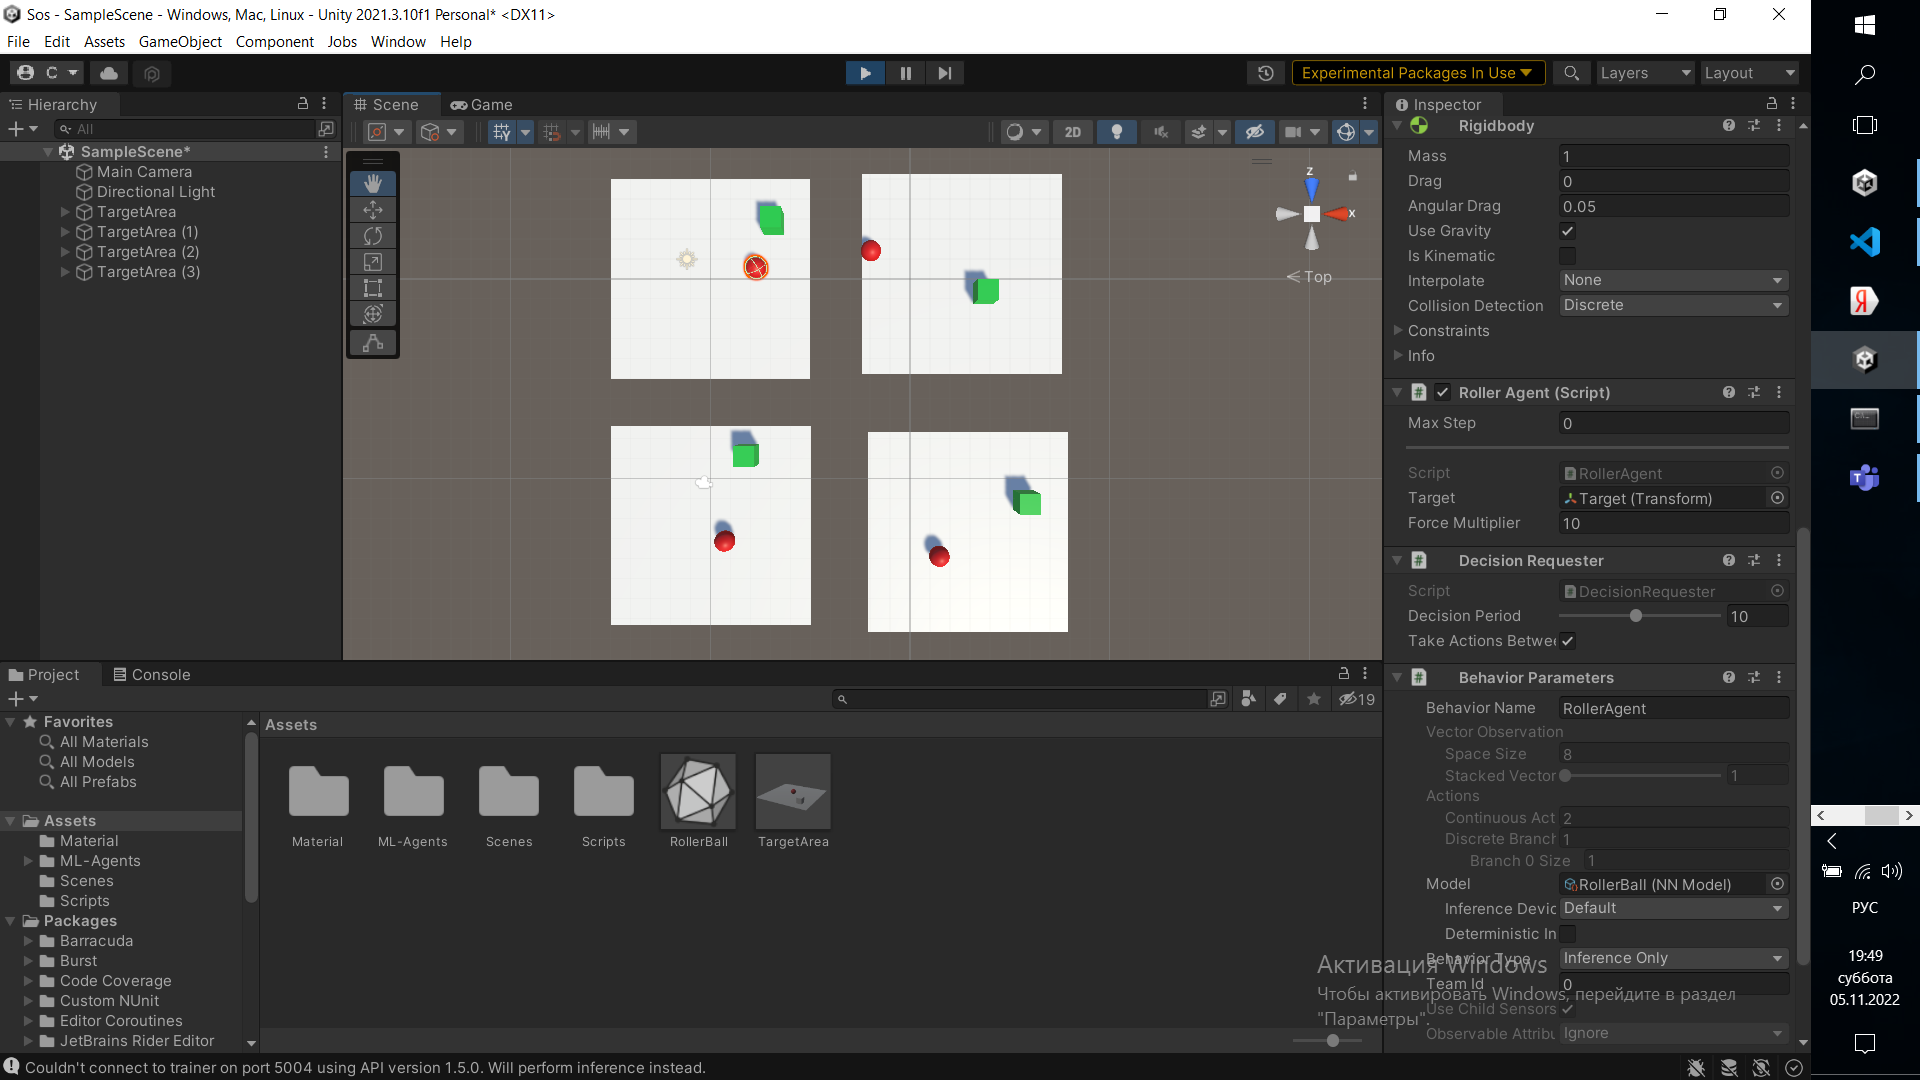 Sos - SampleScene - Windows, Mac, Linux - Unity 2021.3.10f1 Personal* <DX11>
File Edit Assets GameObject Component Jobs Window Help
C
Experimental Packages In Use
Layers
Layout
Hierarchy
All
SampleScene*
Main Camera
Directional Light
TargetArea
TargetArea (1)
TargetArea (2)
TargetArea (3)
Scene
Game
2D
z
x
Top
Inspector
Rigidbody
Mass 1
Drag 0
Angular Drag 0.05
Use Gravity
Is Kinematic
Interpolate None
Collision Detection Discrete
Constraints
Info
Roller Agent (Script)
Max Step 0
Script RollerAgent
Target Target (Transform)
Force Multiplier 10
Decision Requester
Script DecisionRequester
Decision Period 10
Take Actions Betwe
Behavior Parameters
Behavior Name RollerAgent
Vector Observation
Space Size 8
Stacked Vector 1
Actions
Continuous Act 2
Discrete Branch 1
Branch 0 Size 1
Model RollerBall (NN Model)
Inference Devic Default
Deterministic In
Behavior Type Inference Only
Team Id 0
Use Child Sensors
Observable Attribu Ignore
Активация Windows
Чтобы активировать Windows, перейдите в раздел
"Параметры".
Project
Console
19
Favorites
All Materials
All Models
All Prefabs
Assets
Material
ML-Agents
Scenes
Scripts
Packages
Barracuda
Burst
Code Coverage
Custom NUnit
Editor Coroutines
JetBrains Rider Editor
Assets
Material
ML-Agents
Scenes
Scripts
RollerBall
TargetArea
Couldn't connect to trainer on port 5004 using API version 1.5.0. Will perform inference instead.
РУС
19:49
суббота
05.11.2022